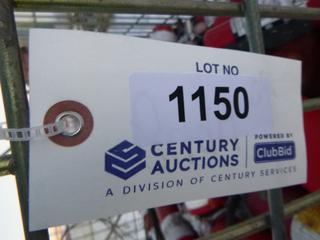 LOT NO
1150
CENTURY AUCTIONS
POWERED BY
ClubBid
A DIVISION OF CENTURY SERVICES